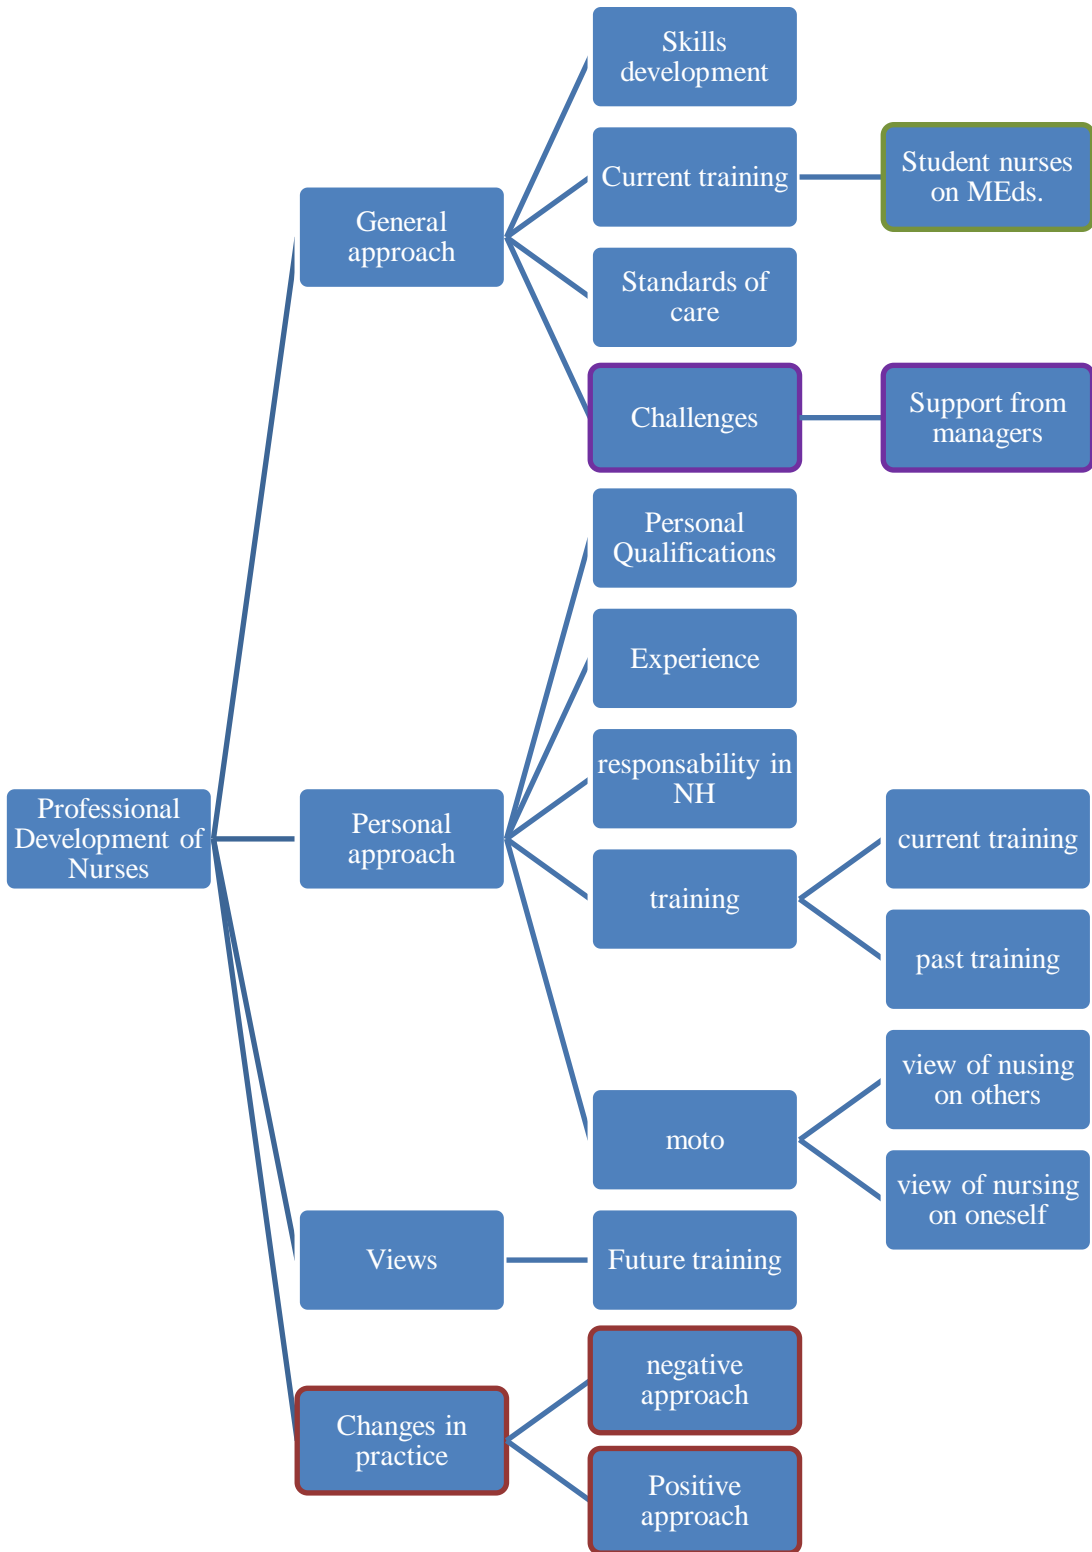 Skills
development
Current training
Student nurses
on MEds.
General
approach
Standards of
care
Challenges
Support from
managers
Personal
Qualifications
Experience
responsability in
NH
Professional
Development of
Nurses
Personal
approach
current training
training
past training
view of nusing
on others
moto
view of nursing
on oneself
Views
Future training
negative
approach
Changes in
practice
Positive
approach